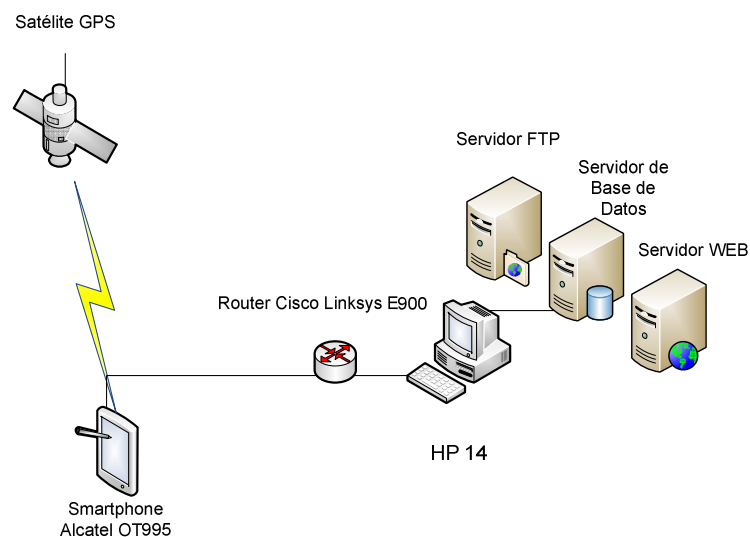 Satélite GPS
Servidor FTP
Servidor de
Base de
Datos
Servidor WEB
Router Cisco Linksys E900
HP 14
Smartphone
Alcatel OT995